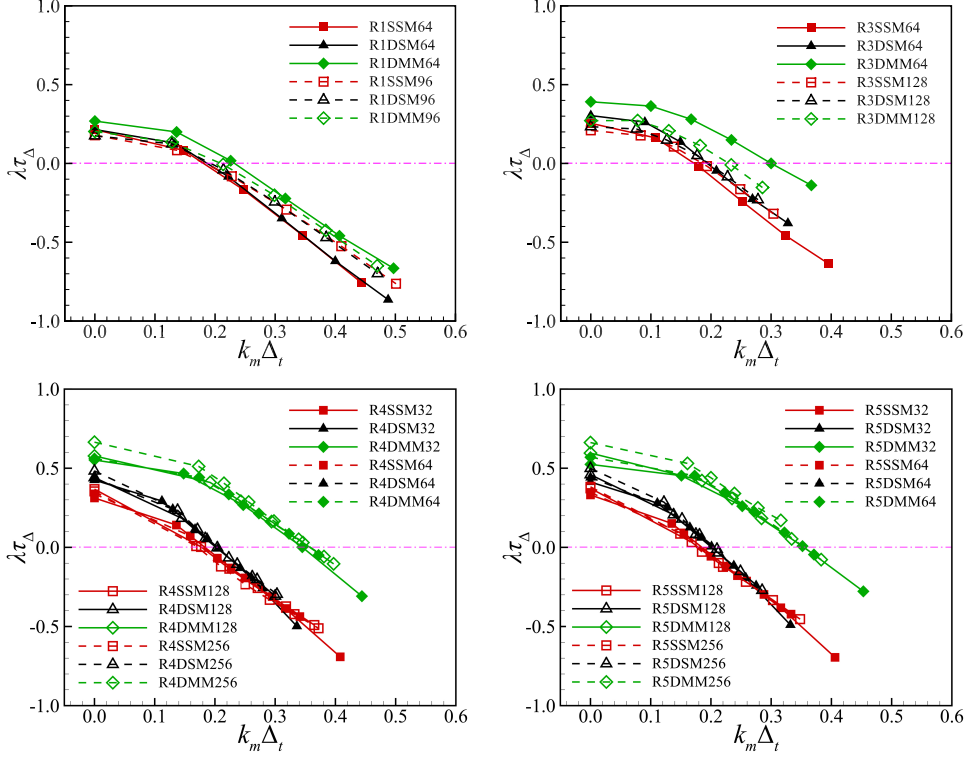 1.0
0.5
0.0
-0.5
-1.0
λτ_Δ
0.0 0.1 0.2 0.3 0.4 0.5 0.6
k_mΔ_t
R1SSM64
R1DSM64
R1DMM64
R1SSM96
R1DSM96
R1DMM96
1.0
0.5
0.0
-0.5
-1.0
λτ_Δ
0.0 0.1 0.2 0.3 0.4 0.5 0.6
k_mΔ_t
R3SSM64
R3DSM64
R3DMM64
R3SSM128
R3DSM128
R3DMM128
1.0
0.5
0.0
-0.5
-1.0
λτ_Δ
0.0 0.1 0.2 0.3 0.4 0.5 0.6
k_mΔ_t
R4SSM32
R4DSM32
R4DMM32
R4SSM64
R4DSM64
R4DMM64
R4SSM128
R4DSM128
R4DMM128
R4SSM256
R4DSM256
R4DMM256
1.0
0.5
0.0
-0.5
-1.0
λτ_Δ
0.0 0.1 0.2 0.3 0.4 0.5 0.6
k_mΔ_t
R5SSM32
R5DSM32
R5DMM32
R5SSM64
R5DSM64
R5DMM64
R5SSM128
R5DSM128
R5DMM128
R5SSM256
R5DSM256
R5DMM256